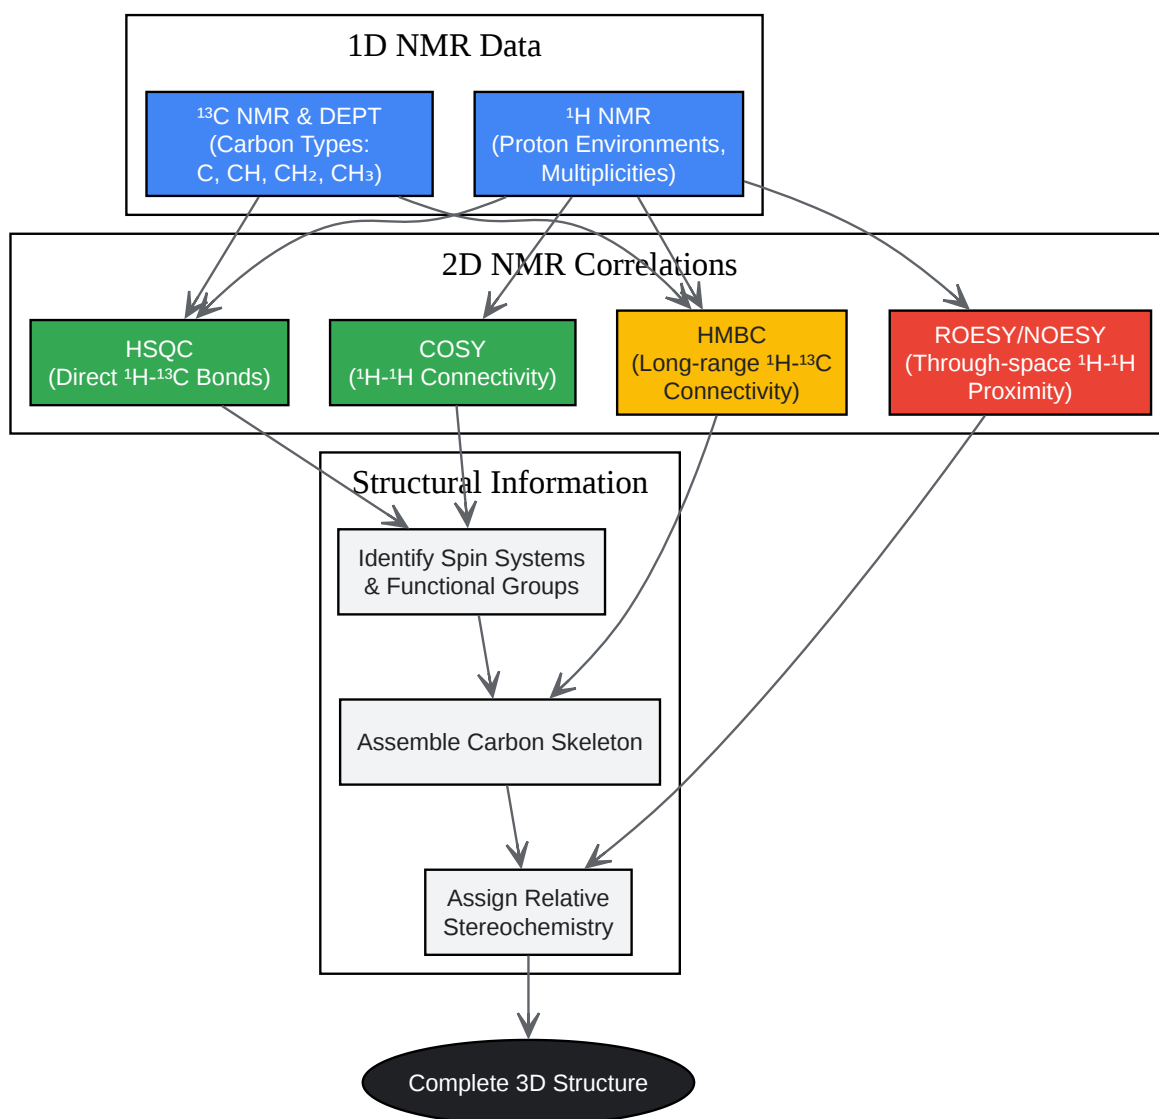 1D NMR Data
¹³C NMR & DEPT
(Carbon Types:
C, CH, CH₂, CH₃)
¹H NMR
(Proton Environments,
Multiplicities)
2D NMR Correlations
HSQC
(Direct ¹H-¹³C Bonds)
COSY
(¹H-¹H Connectivity)
HMBC
(Long-range ¹H-¹³C
Connectivity)
ROESY/NOESY
(Through-space ¹H-¹H
Proximity)
Structural Information
Identify Spin Systems
& Functional Groups
Assemble Carbon Skeleton
Assign Relative
Stereochemistry
Complete 3D Structure